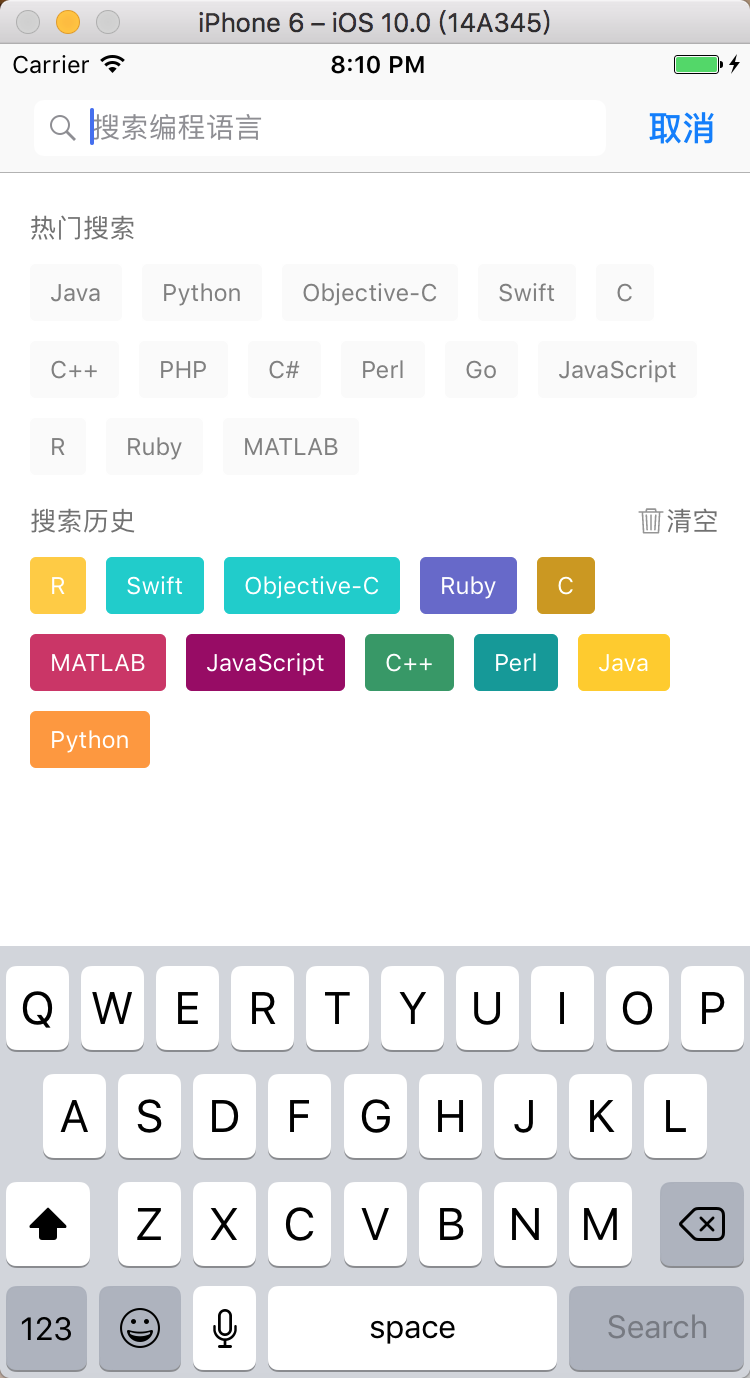 iPhone 6 – iOS 10.0 (14A345)
Carrier 8:10 PM
搜索编程语言 取消
热门搜索
Java Python Objective-C Swift C
C++ PHP C# Perl Go JavaScript
R Ruby MATLAB
搜索历史 清空
R Swift Objective-C Ruby C
MATLAB JavaScript C++ Perl Java
Python
Q W E R T Y U I O P
A S D F G H J K L
Z X C V B N M
123 space Search